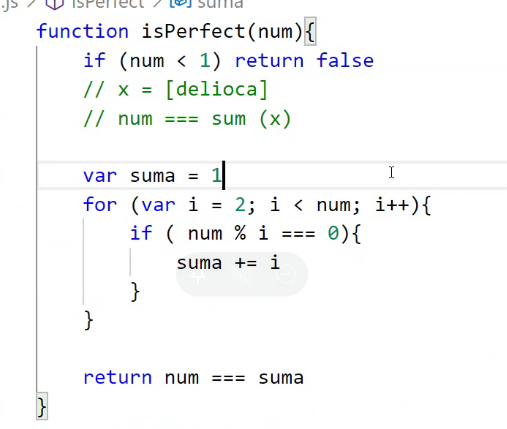 .js > isPerfect > suma
function isPerfect(num){
if (num < 1) return false
// x = [delioca]
// num === sum (x)
var suma = 1
for (var i = 2; i < num; i++){
if ( num % i === 0){
suma += i
}
}
return num === suma
}